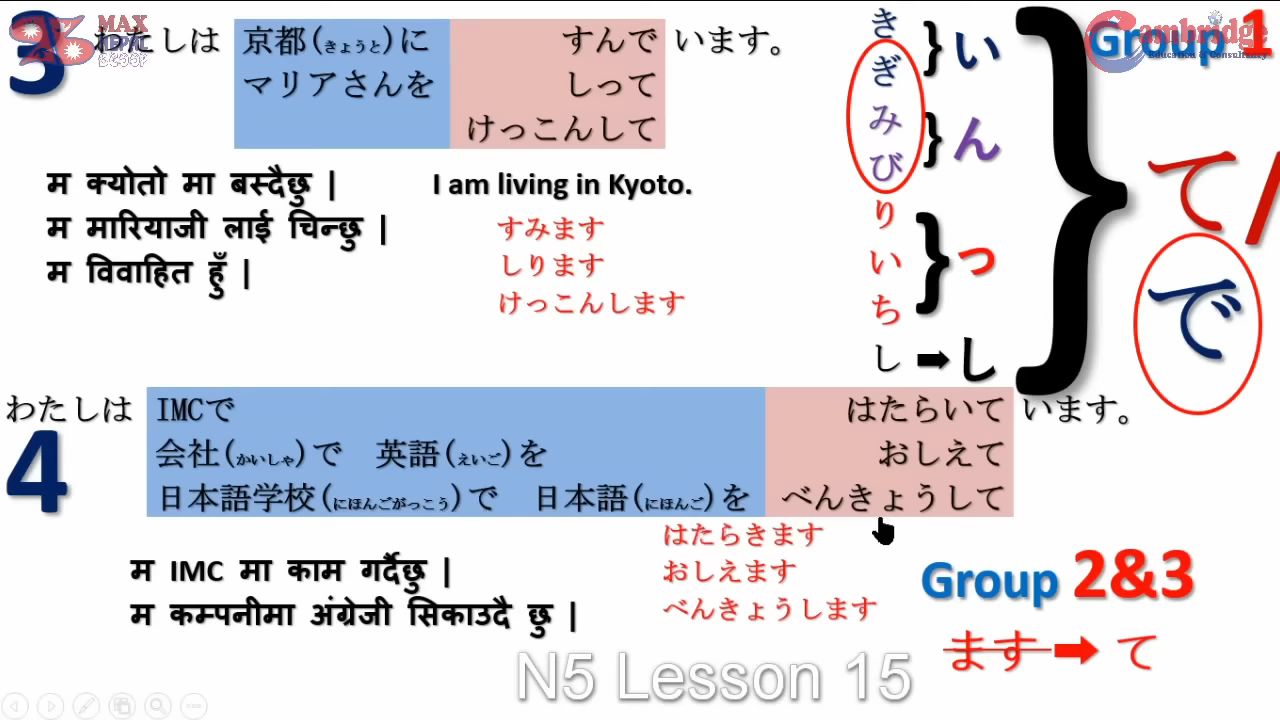 3
MAX
わたしは 京都(きょうと)に すんで います。
マリアさんを しって
けっこんして
म क्योतो मा बस्दैछु |
I am living in Kyoto.
म मारियाजी लाई चिन्छु |
म विवाहित हुँ |
すみます
しります
けっこんします
き
ぎ } い
み
び } ん
り
い } っ
ち
し ➡ し
Group 1
Cambridge
Education & Consultancy
て/
で
4
わたしは IMCで はたらいて います。
会社(かいしゃ)で 英語(えいご)を おしえて
日本語学校(にほんごがっこう)で 日本語(にほんご)を べんきょうして
はたらきます
おしえます
べんきょうします
म IMC मा काम गर्दैछु |
म कम्पनीमा अंग्रेजी सिकाउदै छु |
Group 2&3
ます ➡ て
N5 Lesson 15